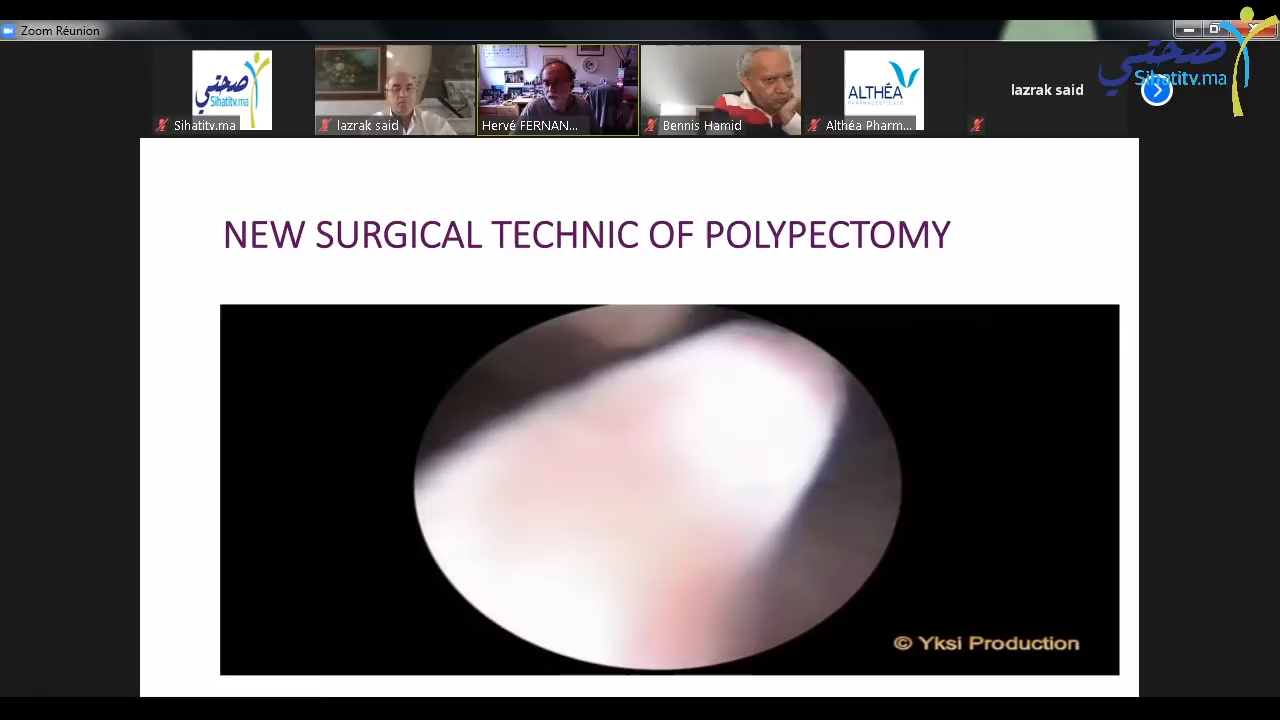 Zoom Réunion
صحتي
Sihatitv.ma
صحتي
Sihatitv.ma
ALTHÉA
PHARMACEUTICALS
lazrak said
Sihatitv.ma
lazrak said
Hervé FERNAN...
Bennis Hamid
Althéa Pharm...
NEW SURGICAL TECHNIC OF POLYPECTOMY
© Yksi Production